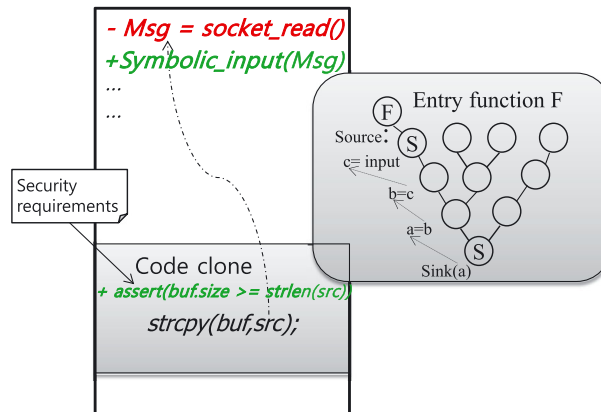 - Msg = socket_read()
+Symbolic_input(Msg)
...
...
Security
requirements
Code clone
+ assert(buf.size >= strlen(src))
strcpy(buf,src);
Entry function F
F
Source:
S
c= input
b=c
a=b
S
Sink(a)